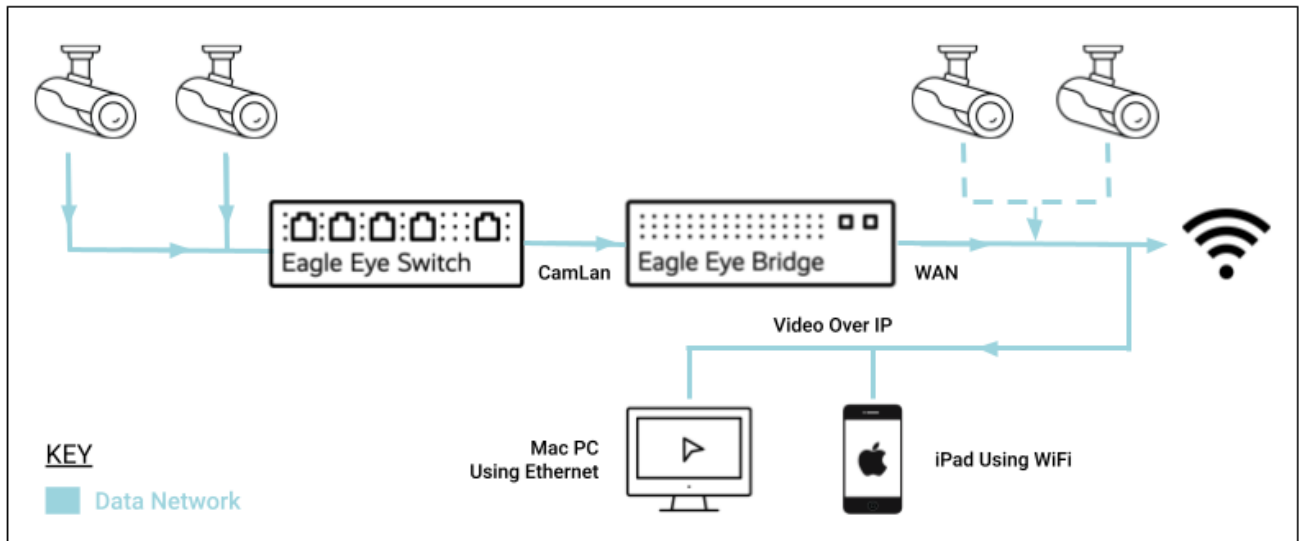 Eagle Eye Switch
CamLan
Eagle Eye Bridge
WAN
Video Over IP
Mac PC
Using Ethernet
iPad Using WiFi
KEY
Data Network